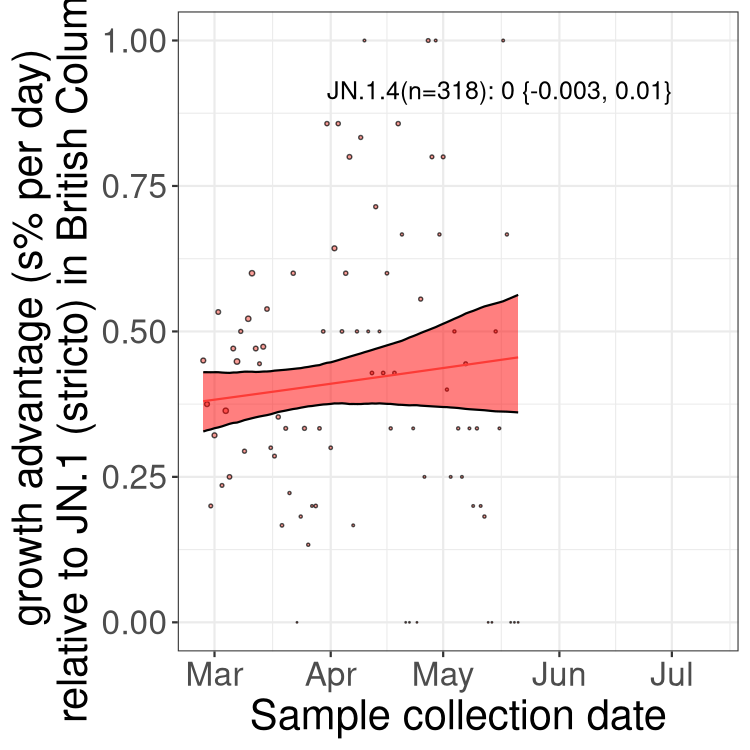 growth advantage (s% per day)
relative to JN.1 (stricto) in British Colum
1.00
0.75
0.50
0.25
0.00
JN.1.4(n=318): 0 {-0.003, 0.01}
Mar Apr May Jun Jul
Sample collection date